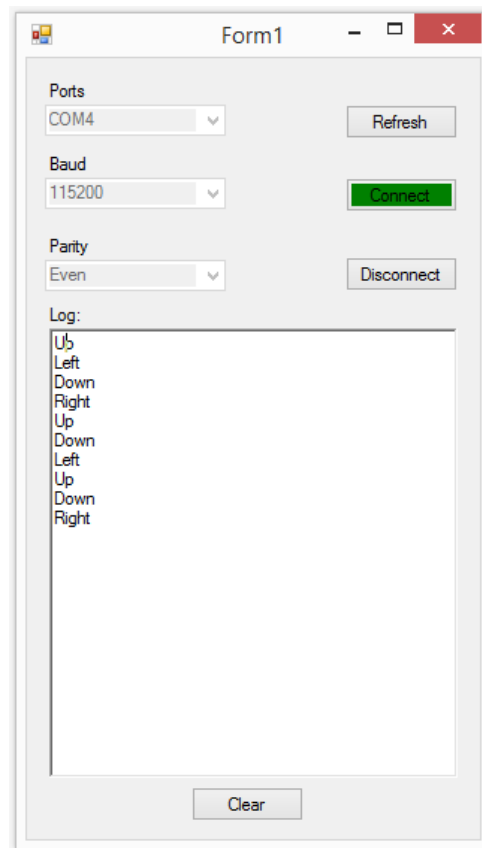 Form1
Ports
COM4
Refresh
Baud
115200
Connect
Parity
Even
Disconnect
Log:
Up
Left
Down
Right
Up
Down
Left
Up
Down
Right
Clear